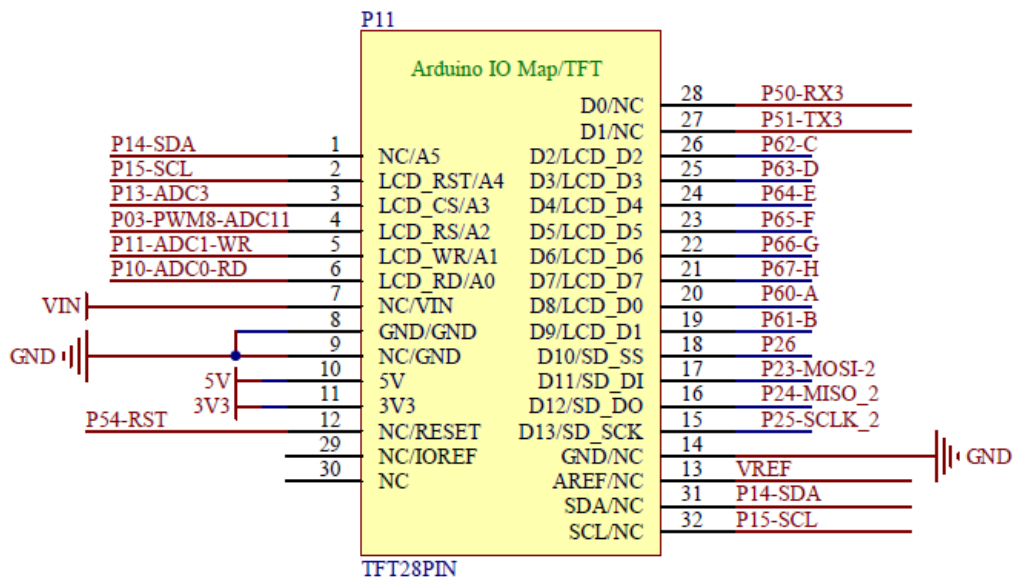 P11
Arduino IO Map/TFT
D0/NC 28 P50-RX3
D1/NC 27 P51-TX3
P14-SDA 1 NC/A5 D2/LCD_D2 26 P62-C
P15-SCL 2 LCD_RST/A4 D3/LCD_D3 25 P63-D
P13-ADC3 3 LCD_CS/A3 D4/LCD_D4 24 P64-E
P03-PWM8-ADC11 4 LCD_RS/A2 D5/LCD_D5 23 P65-F
P11-ADC1-WR 5 LCD_WR/A1 D6/LCD_D6 22 P66-G
P10-ADC0-RD 6 LCD_RD/A0 D7/LCD_D7 21 P67-H
VIN 7 NC/VIN D8/LCD_D0 20 P60-A
8 GND/GND D9/LCD_D1 19 P61-B
GND 9 NC/GND D10/SD_SS 18 P26
5V 10 5V D11/SD_DI 17 P23-MOSI-2
3V3 11 3V3 D12/SD_DO 16 P24-MISO_2
P54-RST 12 NC/RESET D13/SD_SCK 15 P25-SCLK_2
29 NC/IOREF GND/NC 14 GND
30 NC AREF/NC 13 VREF
SDA/NC 31 P14-SDA
SCL/NC 32 P15-SCL
TFT28PIN